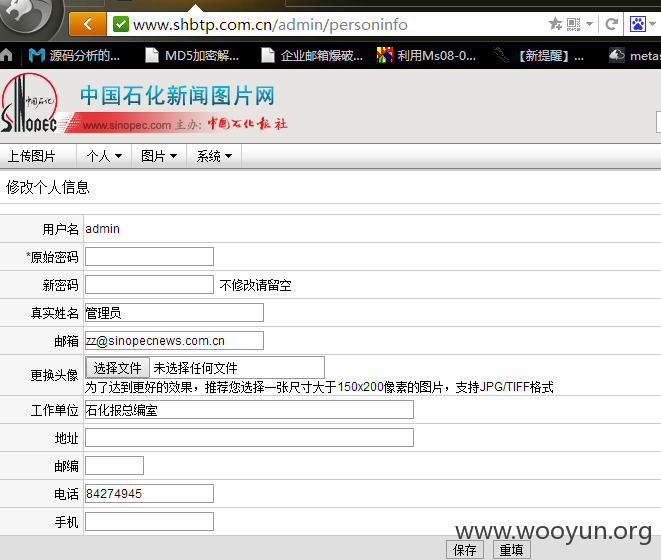 www.shbtp.com.cn/admin/personinfo
源码分析的... MD5加密解... 企业邮箱爆破... 利用Ms08-0... 【新提醒】... metas
中国石化
SINOPEC
中国石化新闻图片网
www.sinopec.com 主办: 中国石化报社
上传图片 个人 图片 系统
修改个人信息
用户名 admin
*原始密码
新密码 不修改请留空
真实姓名 管理员
邮箱 zz@sinopecnews.com.cn
更换头像 选择文件 未选择任何文件
为了达到更好的效果，推荐您选择一张尺寸大于150x200像素的图片，支持JPG/TIFF格式
工作单位 石化报总编室
地址
邮编
电话 84274945
手机
www.wooyun.org
保存 重填